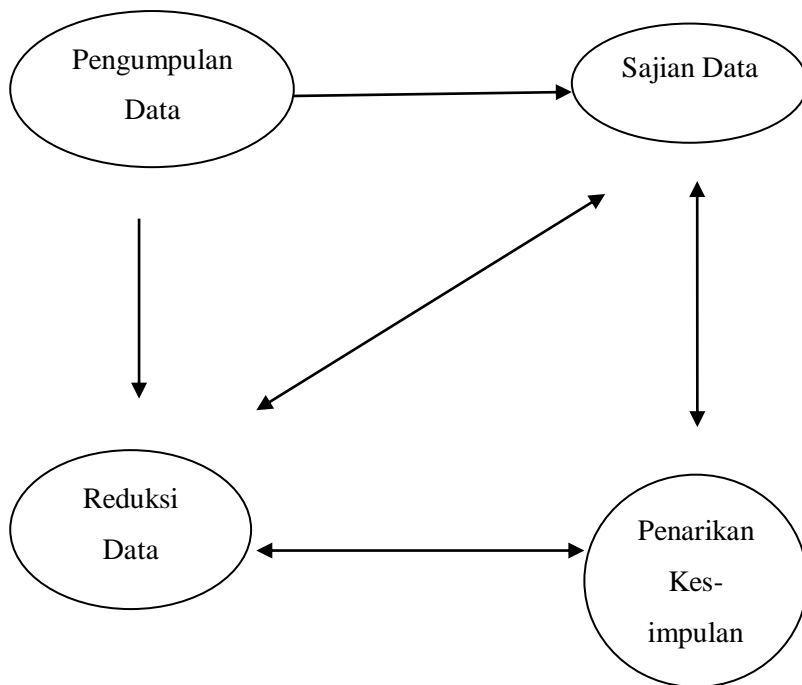 Pengumpulan
Data
Sajian Data
Reduksi
Data
Penarikan
Kes-
impulan